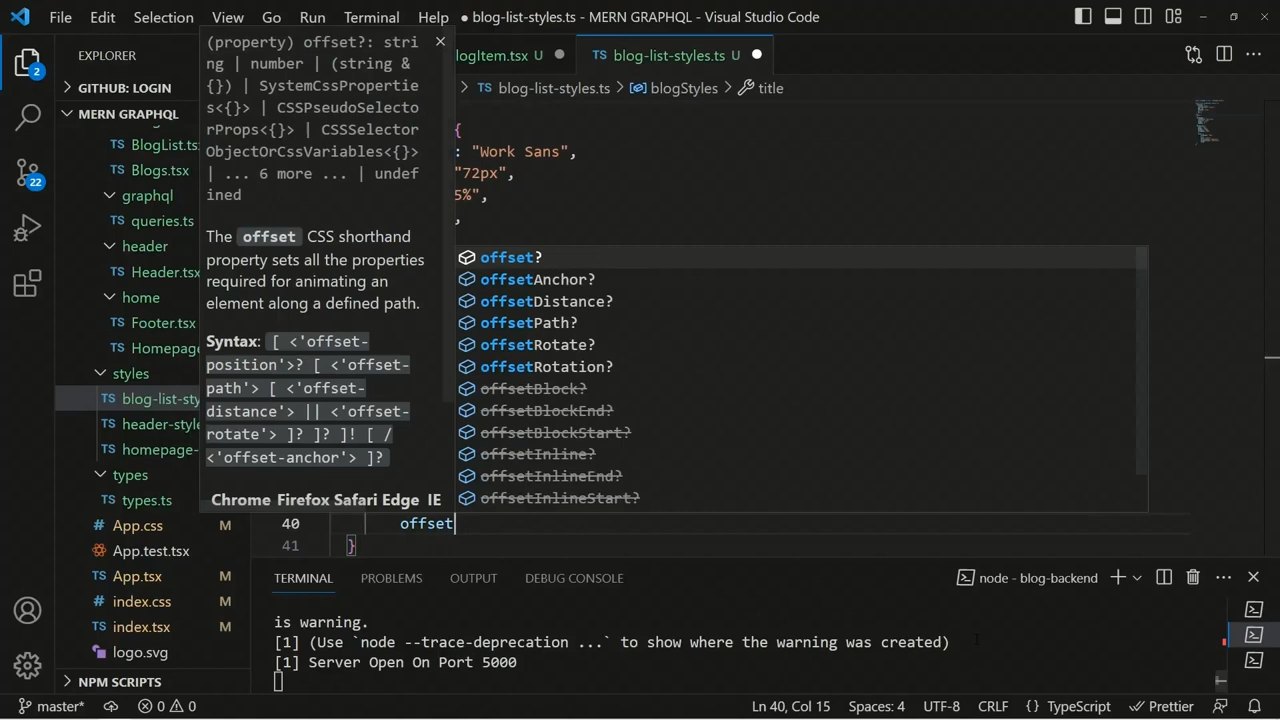 File Edit Selection View Go Run Terminal Help
● blog-list-styles.ts - MERN GRAPHQL - Visual Studio Code
EXPLORER
GITHUB: LOGIN
MERN GRAPHQL
BlogList.ts
Blogs.tsx
graphql
TS queries.ts
header
TS Header.tsx
home
TS Footer.tsx
TS Homepage
styles
TS blog-list-sty
TS header-style
TS homepage-
types
TS types.ts
App.css M
App.test.tsx
TS App.tsx M
index.css M
TS index.tsx M
logo.svg
NPM SCRIPTS
2
22
(property) offset?: stri
ng | number | (string &
{}) | SystemCssPropertie
s<{}> | CSSPseudoSelecto
rProps<{}> | CSSSelector
ObjectOrCssVariables<{}>
| ... 6 more ... | undef
ined
The offset CSS shorthand
property sets all the properties
required for animating an
element along a defined path.
Syntax: [ <'offset-
position'>? [ <'offset-
path'> [ <'offset-
distance'> || <'offset-
rotate'> ]? ]? ]! [ /
<'offset-anchor'> ]?
Chrome Firefox Safari Edge IE
logItem.tsx U
TS blog-list-styles.ts U
> TS blog-list-styles.ts > blogStyles > title
{
: "Work Sans",
"72px",
5%",
,
offset?
offsetAnchor?
offsetDistance?
offsetPath?
offsetRotate?
offsetRotation?
offsetBlock?
offsetBlockEnd?
offsetBlockStart?
offsetInline?
offsetInlineEnd?
offsetInlineStart?
40 offset
41 }
TERMINAL PROBLEMS OUTPUT DEBUG CONSOLE
node - blog-backend
is warning.
[1] (Use `node --trace-deprecation ...` to show where the warning was created)
[1] Server Open On Port 5000
master* 0 0
Ln 40, Col 15 Spaces: 4 UTF-8 CRLF {} TypeScript Prettier